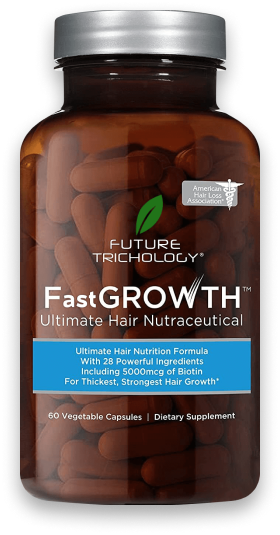 American
Hair Loss
Association®
FUTURE
TRICHOLOGY®
FastGROWTH™
Ultimate Hair Nutraceutical
Ultimate Hair Nutrition Formula
With 28 Powerful Ingredients
Including 5000mcg of Biotin
For Thickest, Strongest Hair Growth*
60 Vegetable Capsules | Dietary Supplement